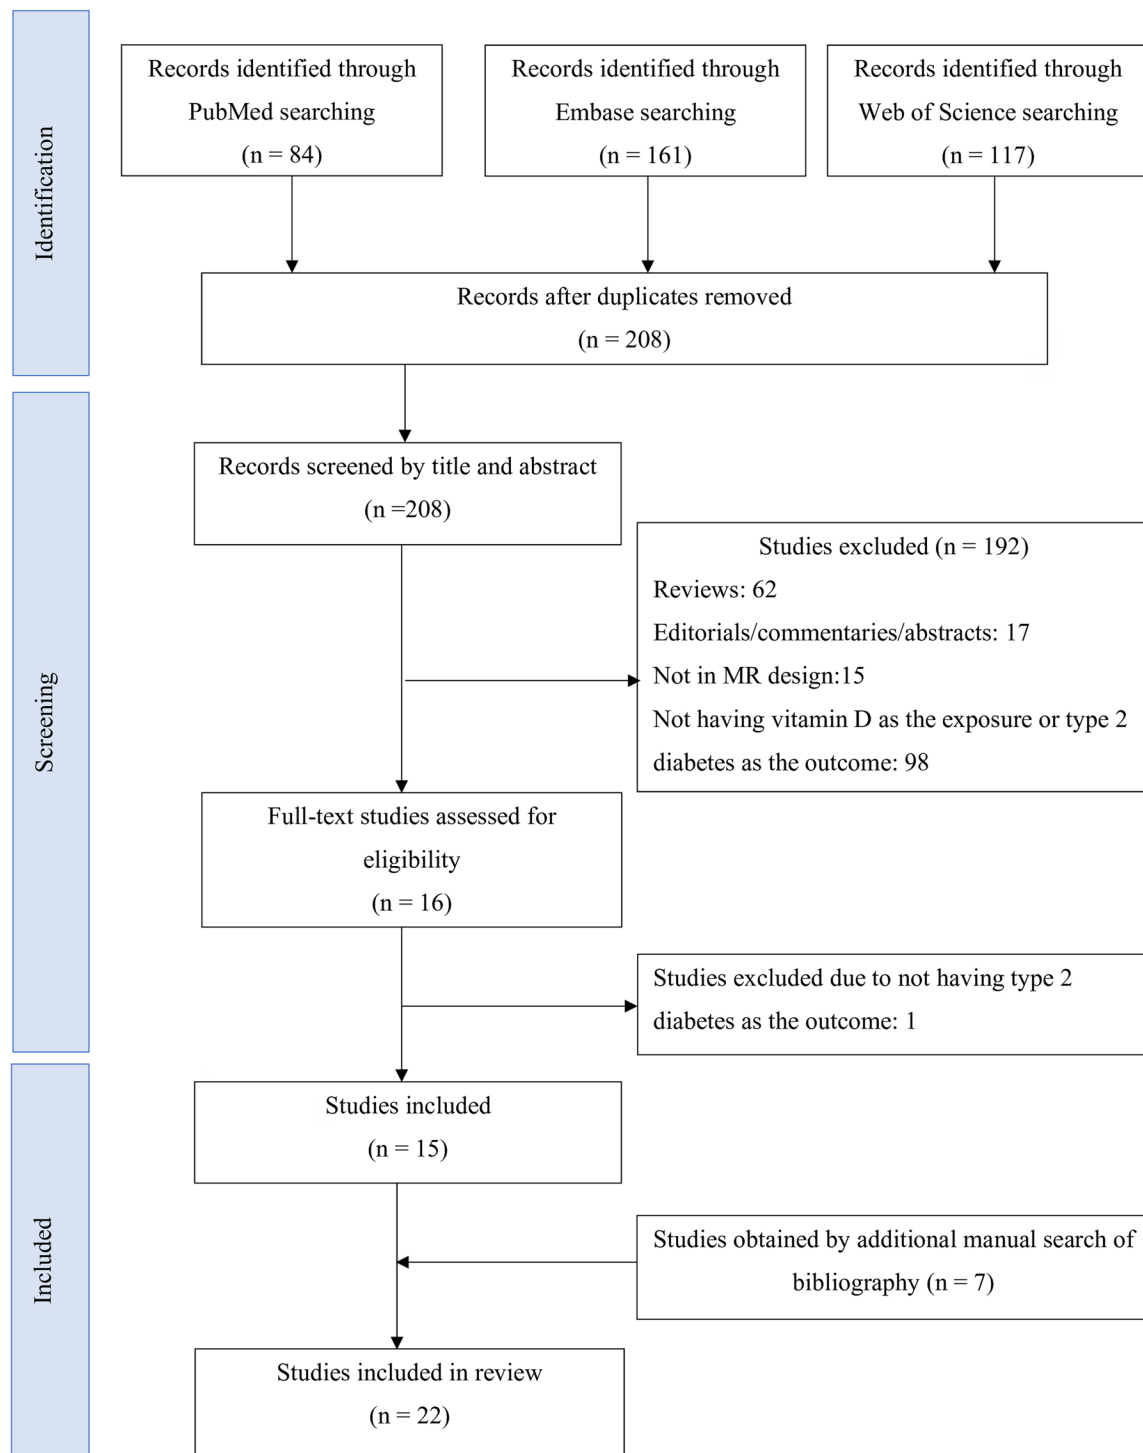 Identification
Records identified through
PubMed searching
(n = 84)
Records identified through
Embase searching
(n = 161)
Records identified through
Web of Science searching
(n = 117)
Records after duplicates removed
(n = 208)
Screening
Records screened by title and abstract
(n =208)
Studies excluded (n = 192)
Reviews: 62
Editorials/commentaries/abstracts: 17
Not in MR design:15
Not having vitamin D as the exposure or type 2
diabetes as the outcome: 98
Full-text studies assessed for
eligibility
(n = 16)
Studies excluded due to not having type 2
diabetes as the outcome: 1
Included
Studies included
(n = 15)
Studies obtained by additional manual search of
bibliography (n = 7)
Studies included in review
(n = 22)